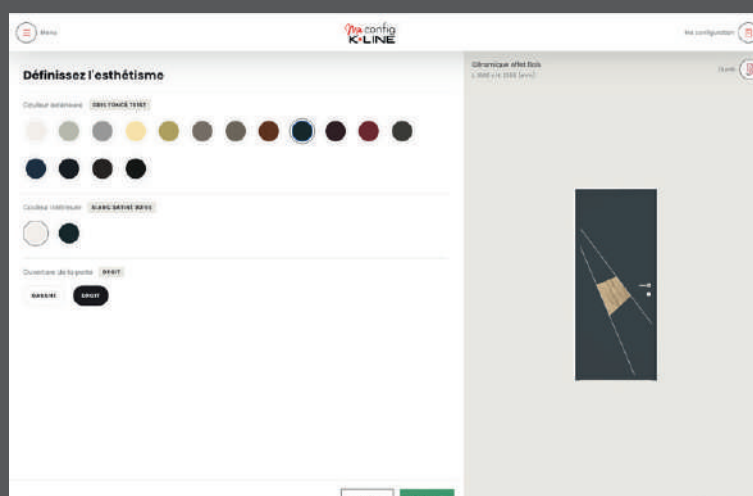 Menu
Ma config
K•LINE
Ma configuration
Définissez l'esthétisme
Céramique effet Bois
Couleur extérieure
Couleur intérieure BLANC SATINÉ
Ouverture de la porte DROIT
GAUCHE DROIT